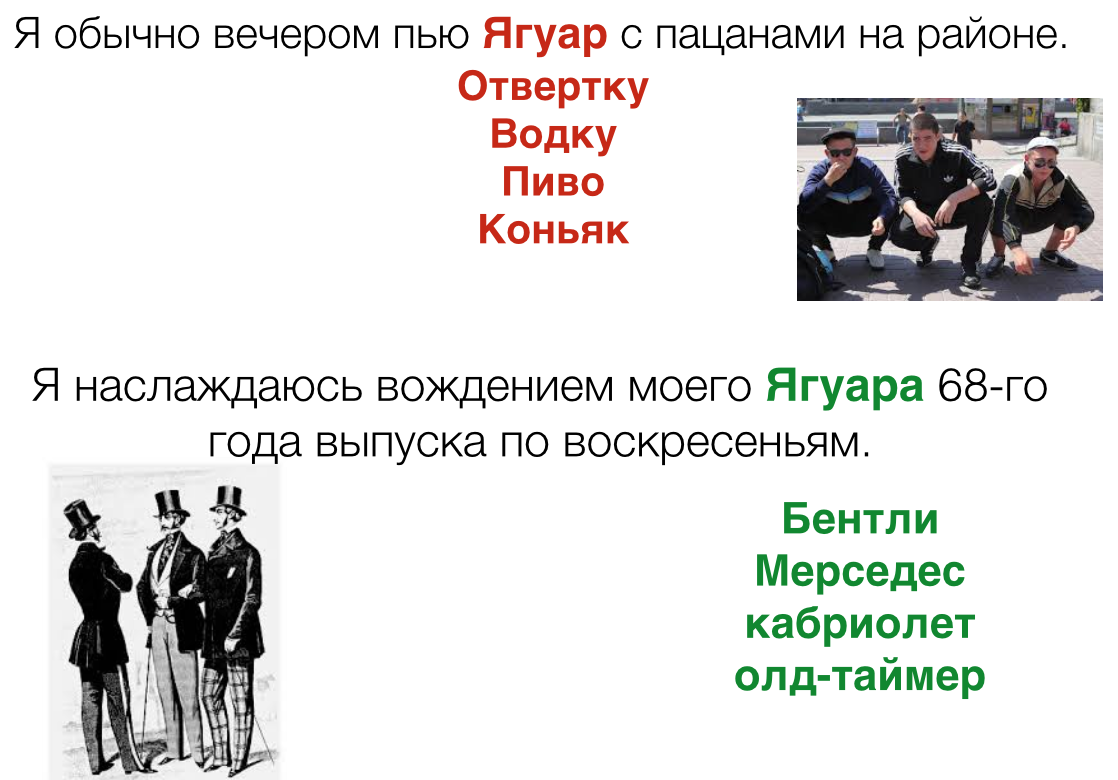 Я обычно вечером пью Ягуар с пацанами на районе.
Отвертку
Водку
Пиво
Коньяк
Я наслаждаюсь вождением моего Ягуара 68-го
года выпуска по воскресеньям.
Бентли
Мерседес
кабриолет
олд-таймер